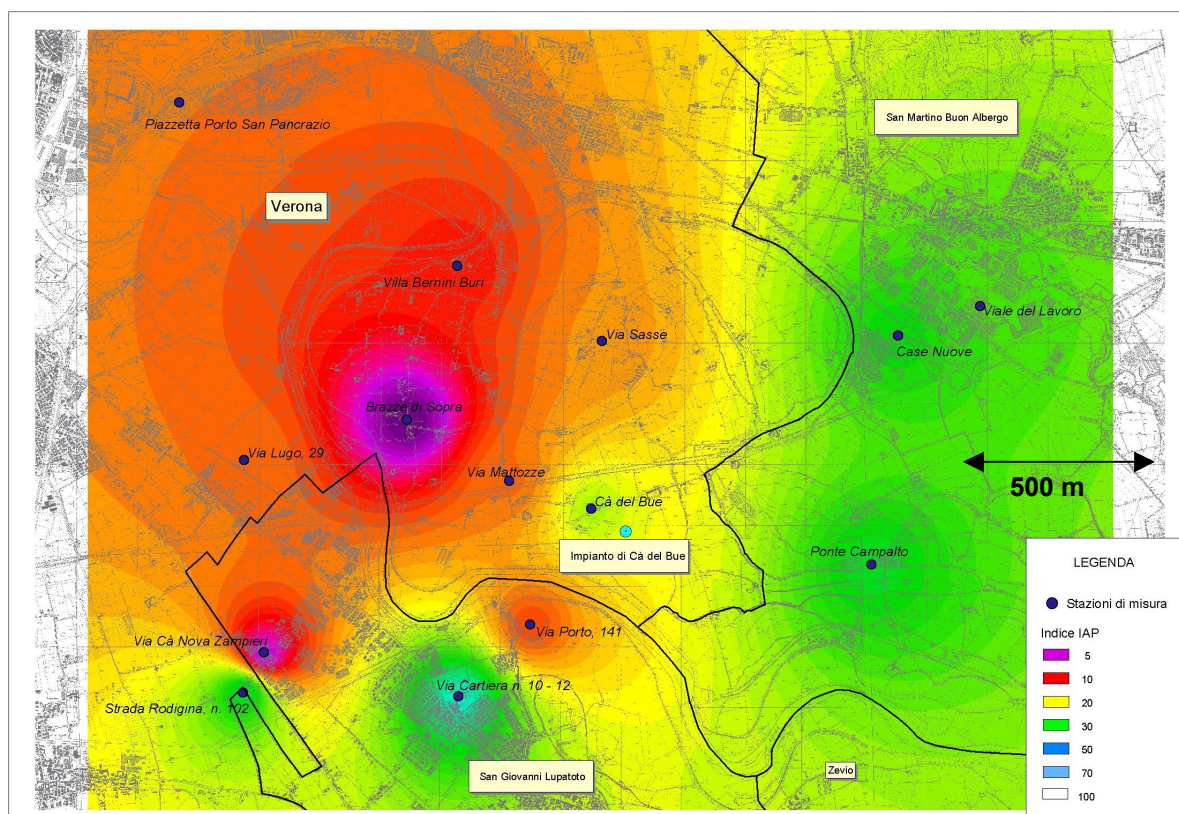 Piazzetta Porto San Pancrazio
San Martino Buon Albergo
Verona
Villa Bernini Buri
Viale del Lavoro
Via Sasse
Case Nuove
Brazze di Sopra
Via Lugo, 29
Via Mattozze
500 m
Cà del Bue
Impianto di Cà del Bue
Ponte Campalto
LEGENDA
Stazioni di misura
Indice IAP
5
10
20
30
50
70
100
Via Porto, 141
Via Cà Nova Zampieri
Via Cartiera n. 10 - 12
Strada Rodigina, n. 102
San Giovanni Lupatoto
Zevio